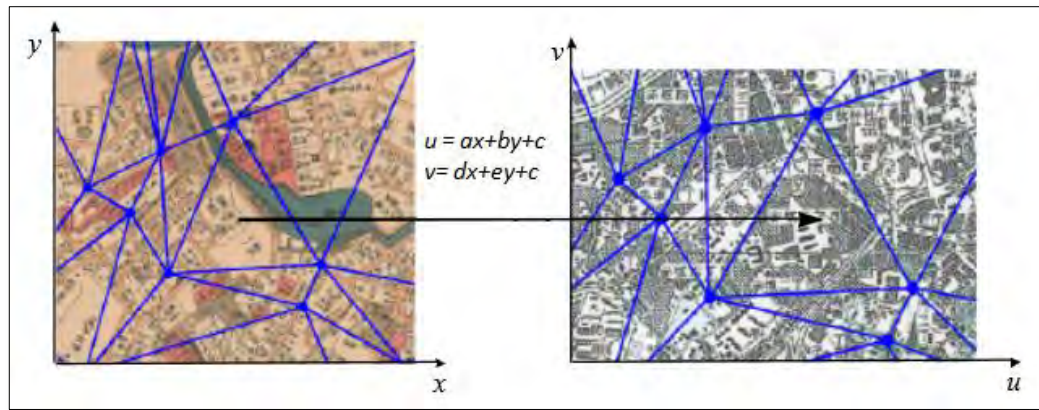 y
v
u = ax+by+c
v= dx+ey+c
x
u